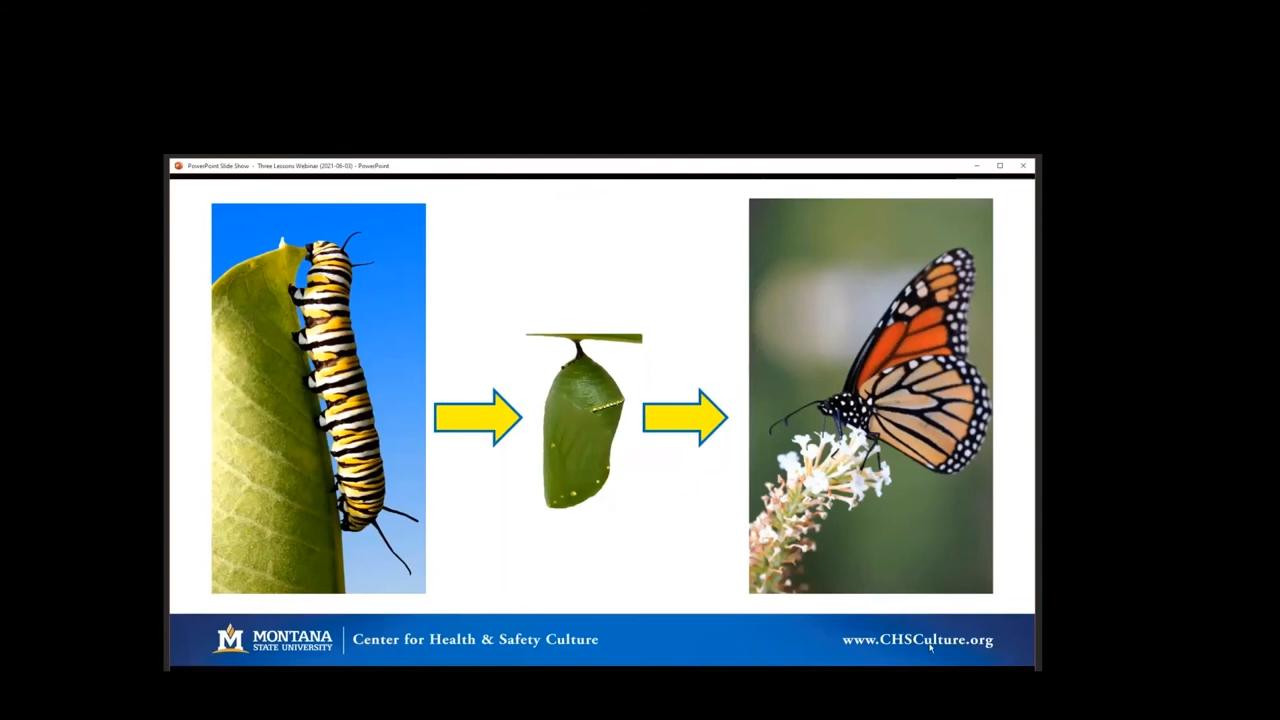 PowerPoint Slide Show - Three Lessons Webinar (2021-06-03) - PowerPoint
M MONTANA
STATE UNIVERSITY
Center for Health & Safety Culture
www.CHSCulture.org